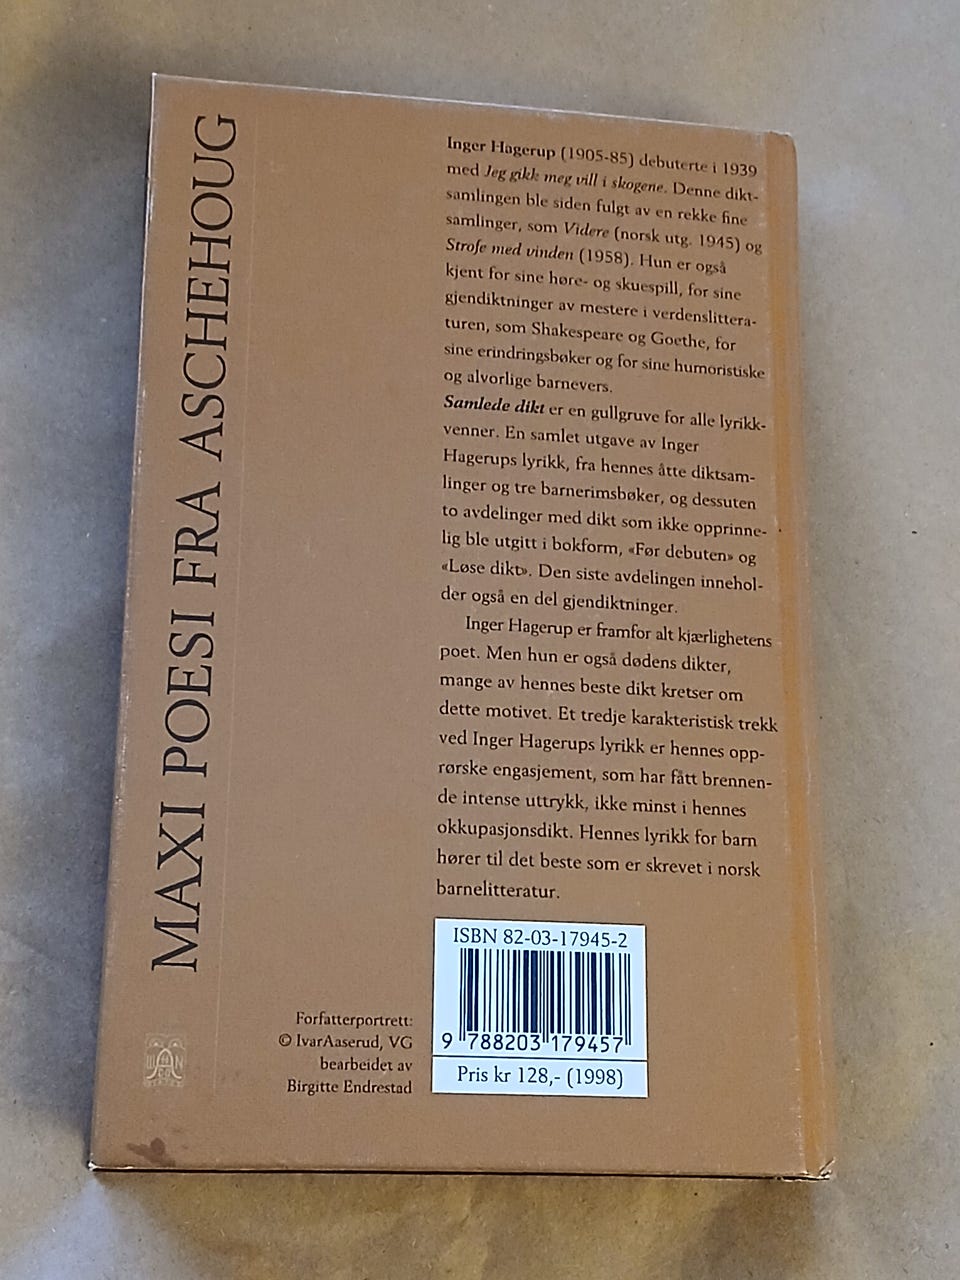 MAXI POESI FRA ASCHEHOUG
Inger Hagerup (1905-85) debuterte i 1939
med Jeg gikk meg vill i skogene. Denne dikt-
samlingen ble siden fulgt av en rekke fine
samlinger, som Videre (norsk utg. 1945) og
Strofe med vinden (1958). Hun er også
kjent for sine høre- og skuespill, for sine
gjendiktninger av mestere i verdenslittera-
turen, som Shakespeare og Goethe, for
sine erindringsbøker og for sine humoristiske
og alvorlige barnevers.
Samlede dikt er en gullgruve for alle lyrikk-
venner. En samlet utgave av Inger
Hagerups lyrikk, fra hennes åtte diktsam-
linger og tre barnerimsbøker, og dessuten
to avdelinger med dikt som ikke opprinne-
lig ble utgitt i bokform, «Før debuten» og
«Løse dikt». Den siste avdelingen innehol-
der også en del gjendiktninger.
Inger Hagerup er framfor alt kjærlighetens
poet. Men hun er også dødens dikter,
mange av hennes beste dikt kretser om
dette motivet. Et tredje karakteristisk trekk
ved Inger Hagerups lyrikk er hennes opp-
rørske engasjement, som har fått brennen-
de intense uttrykk, ikke minst i hennes
okkupasjonsdikt. Hennes lyrikk for barn
hører til det beste som er skrevet i norsk
barnelitteratur.
Forfatterportrett:
© IvarAaserud, VG
bearbeidet av
Birgitte Endrestad
ISBN 82-03-17945-2
9 788203 179457
Pris kr 128,- (1998)